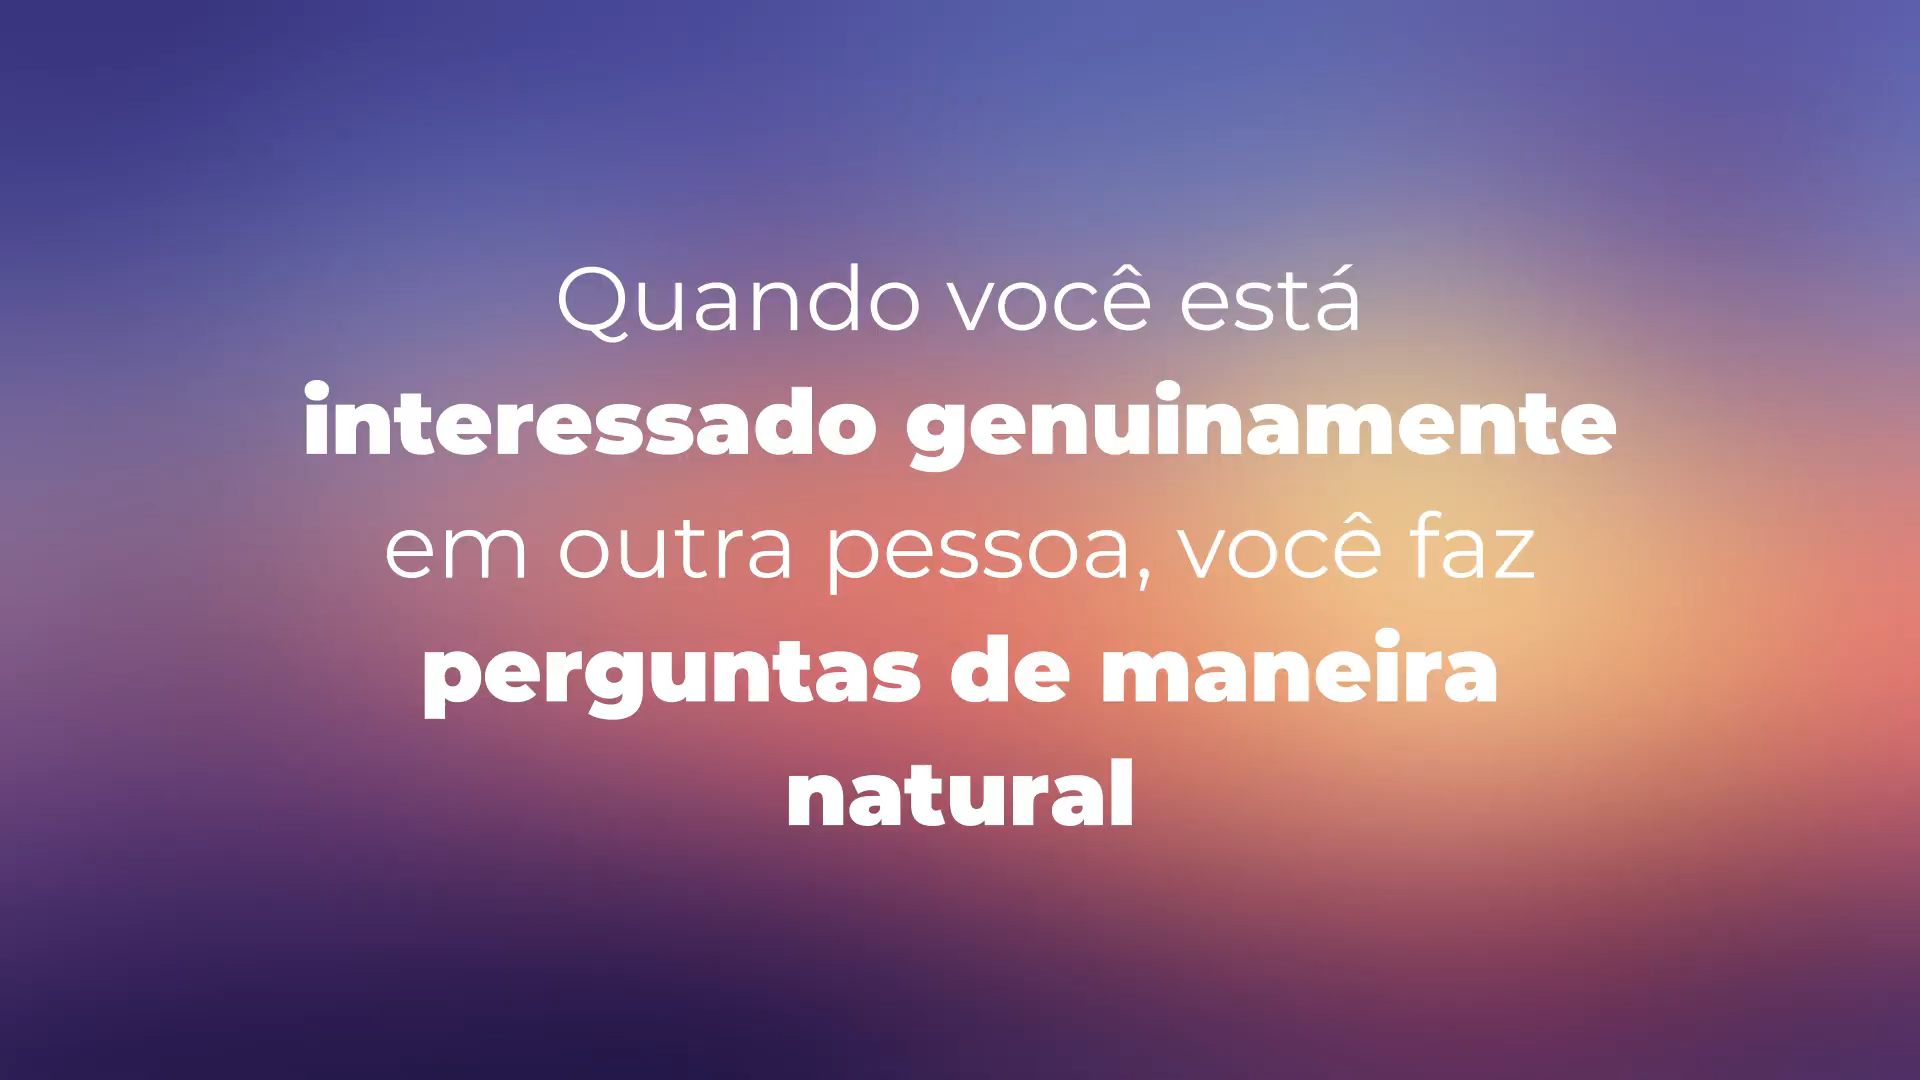 Quando você está
interessado genuinamente
em outra pessoa, você faz
perguntas de maneira
natural